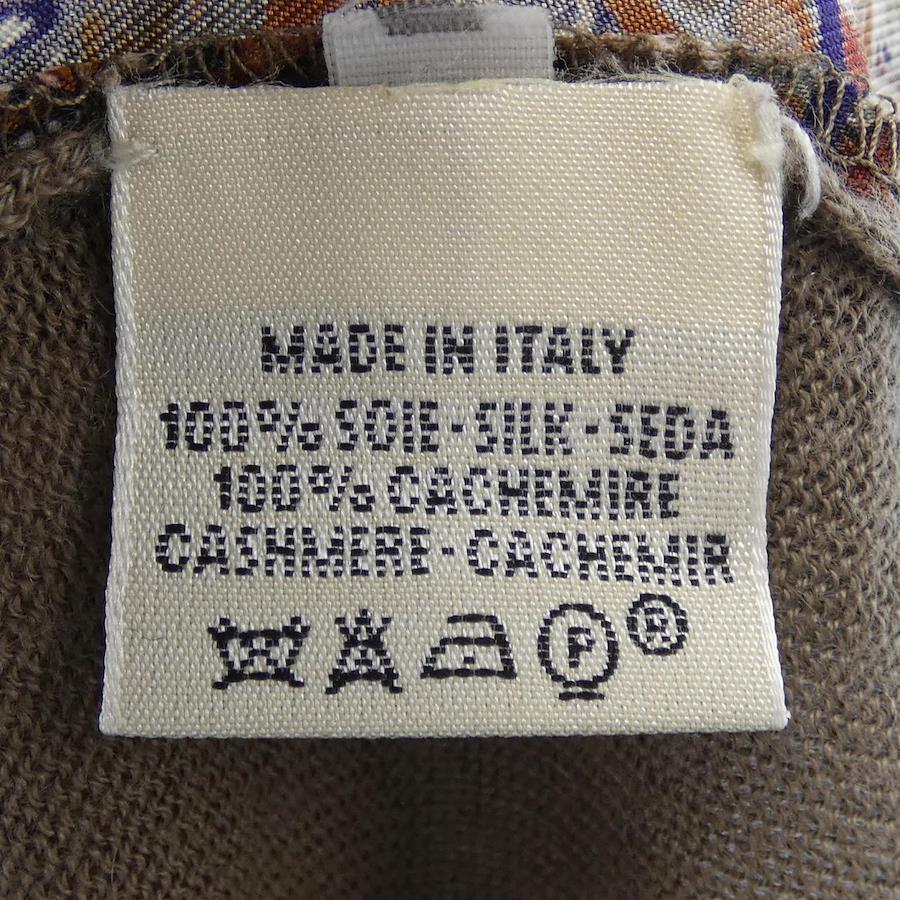 MADE IN ITALY
100% SOIE - SILK - SEDA
100% CACHEMIRE
CASHMERE - CACHEMIR
P ®